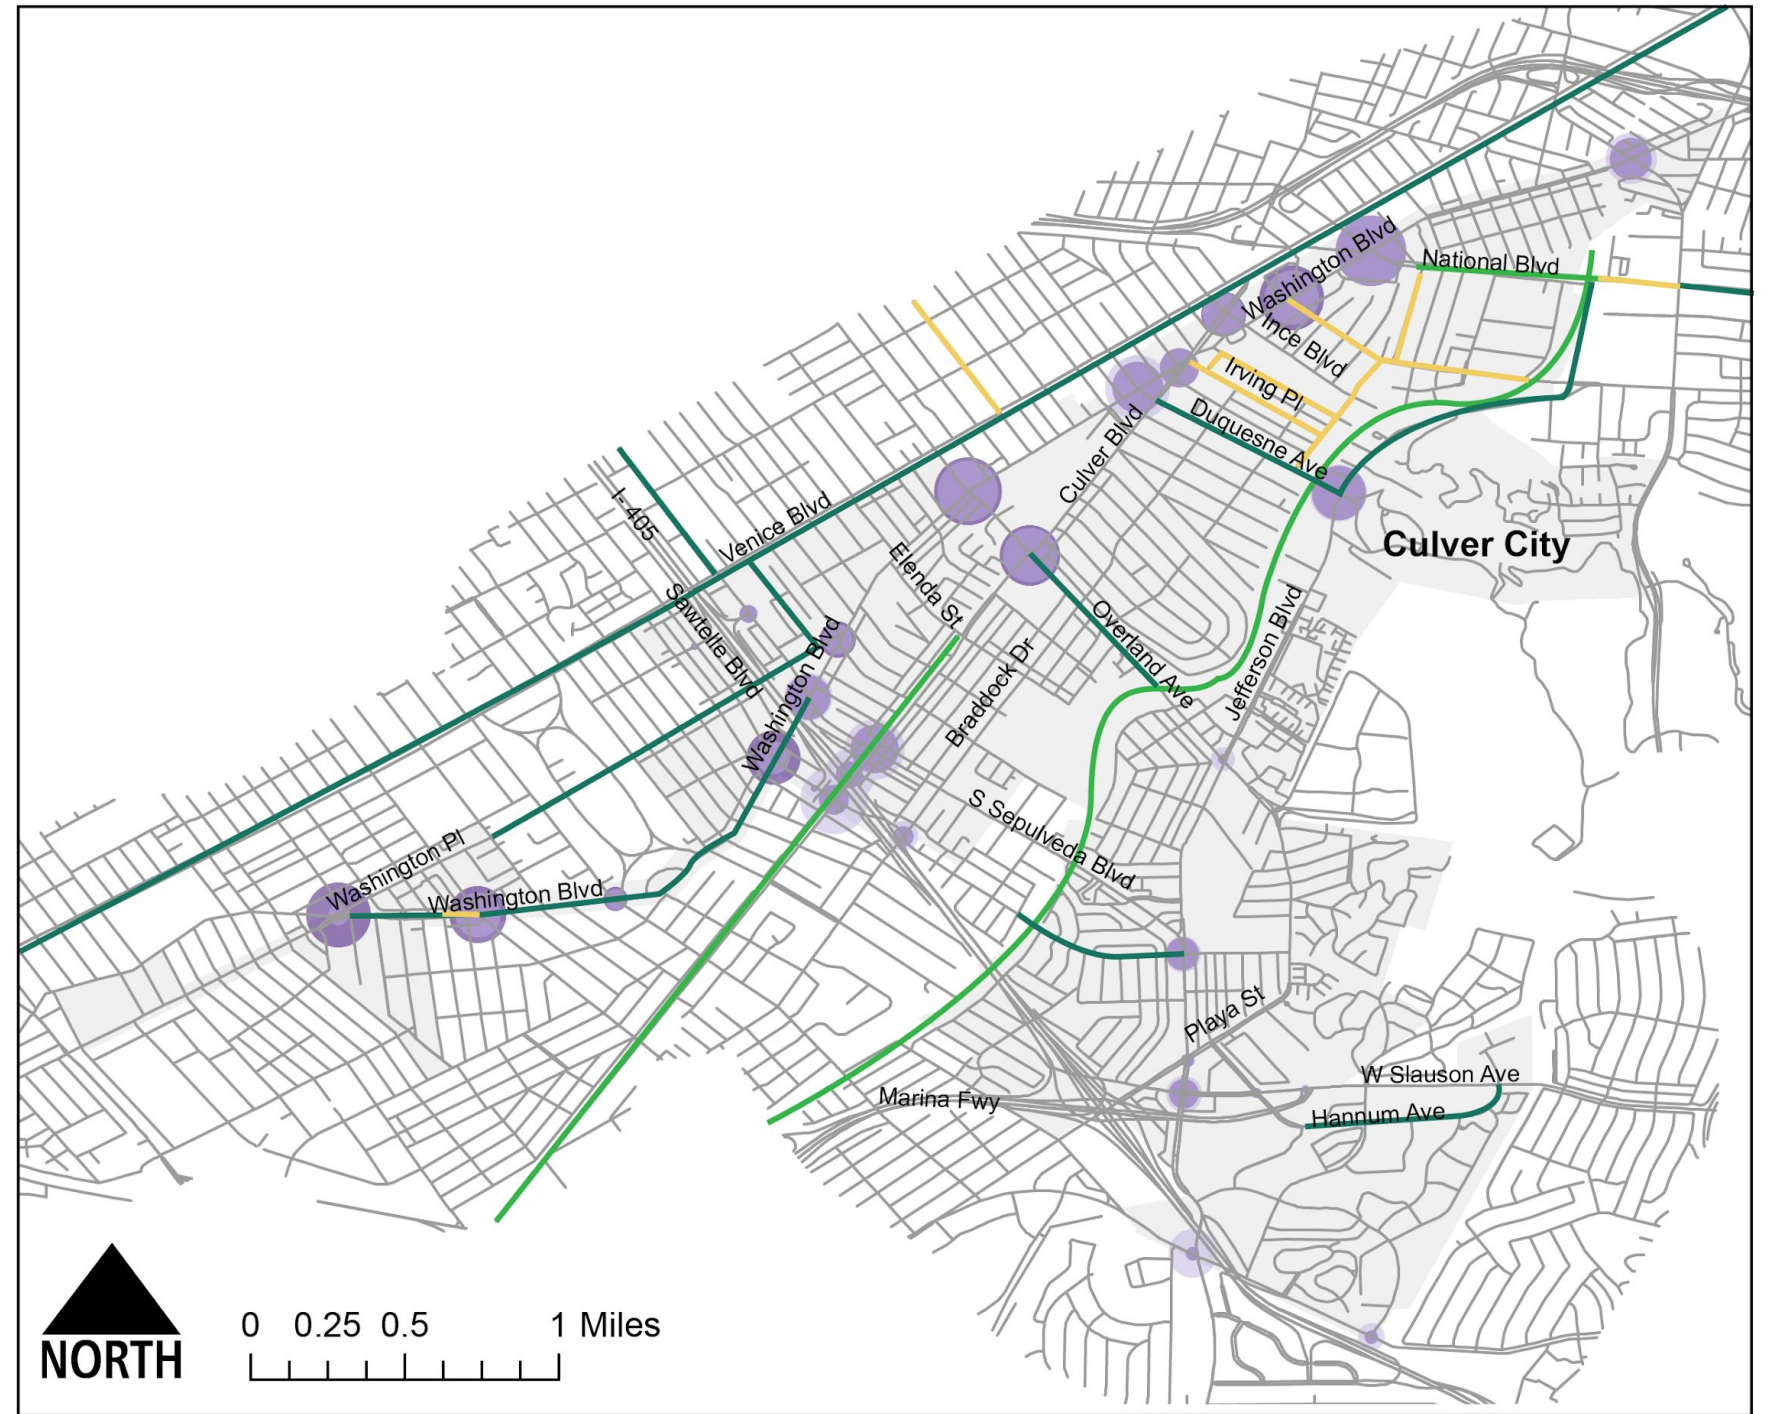 Washington Blvd
National Blvd
Ince Blvd
Irving Pl
Duquesne Ave
Culver Blvd
Culver City
I-405
Venice Blvd
Elenda St
Sawtelle Blvd
Overland Ave
Jefferson Blvd
Washington Blvd
Braddock Dr
S Sepulveda Blvd
Washington Pl
Washington Blvd
Playa St
W Slauson Ave
Marina Fwy
Hannum Ave
NORTH
0 0.25 0.5 1 Miles